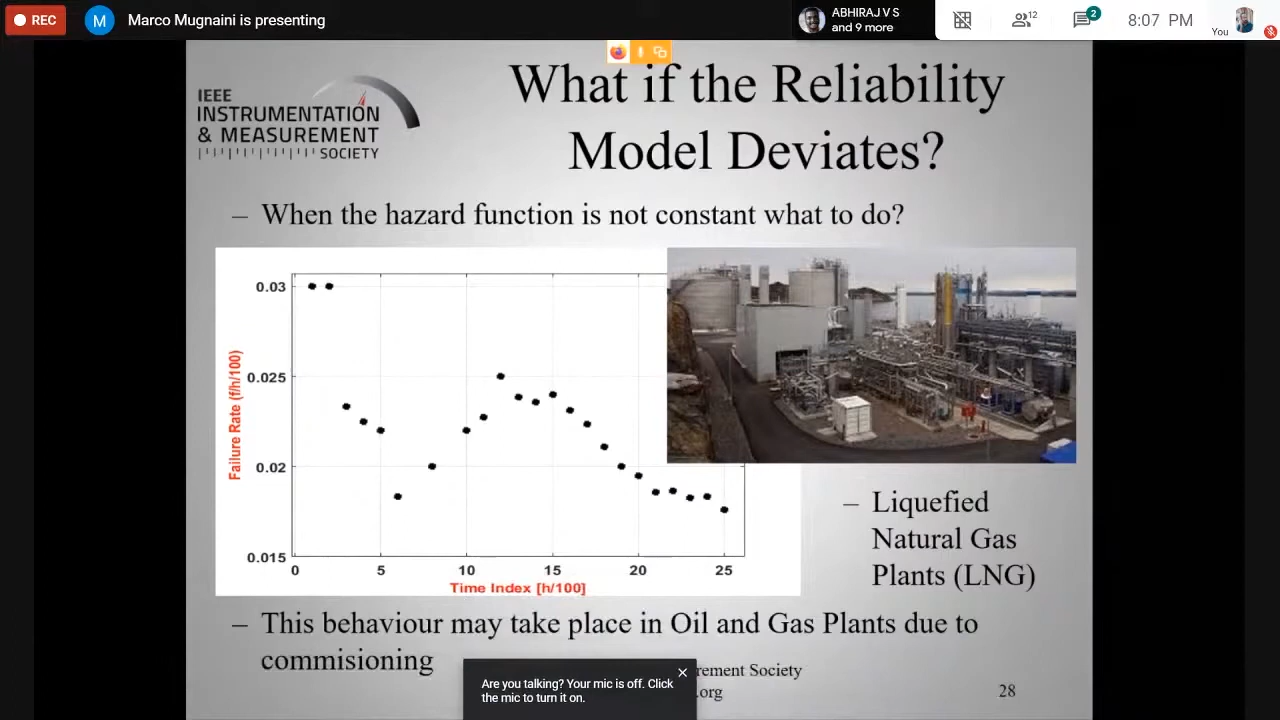 REC
M
Marco Mugnaini is presenting
ABHIRAJ V S
and 9 more
12
2
8:07 PM
You
IEEE
INSTRUMENTATION
& MEASUREMENT
SOCIETY
What if the Reliability
Model Deviates?
– When the hazard function is not constant what to do?
0.03
0.025
0.02
0.015
Failure Rate (f/h/100)
0 5 10 15 20 25
Time Index [h/100]
– Liquefied
Natural Gas
Plants (LNG)
– This behaviour may take place in Oil and Gas Plants due to
commisioning
Are you talking? Your mic is off. Click
the mic to turn it on.
rement Society
.org
28